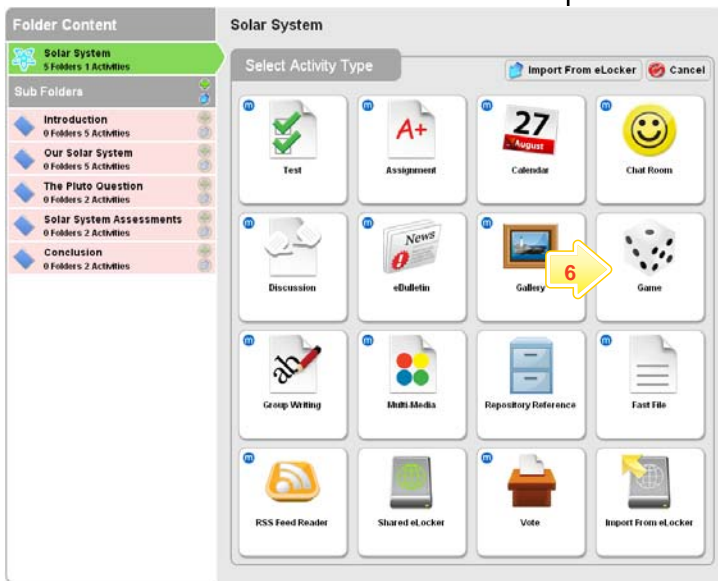 Folder Content
Solar System
5 Folders 1 Activities
Sub Folders
Introduction
0 Folders 5 Activities
Our Solar System
0 Folders 5 Activities
The Pluto Question
0 Folders 2 Activities
Solar System Assessments
0 Folders 2 Activities
Conclusion
0 Folders 2 Activities
Solar System
Select Activity Type
Import From eLocker
Cancel
m
m
m
m
A+
27
August
Test
Assignment
Calendar
Chat Room
m
m
m
News
6
Discussion
eBulletin
Gallery
Game
m
m
m
ab
Group Writing
Multi-Media
Repository Reference
Fast File
m
m
RSS Feed Reader
Shared eLocker
Vote
Import From eLocker